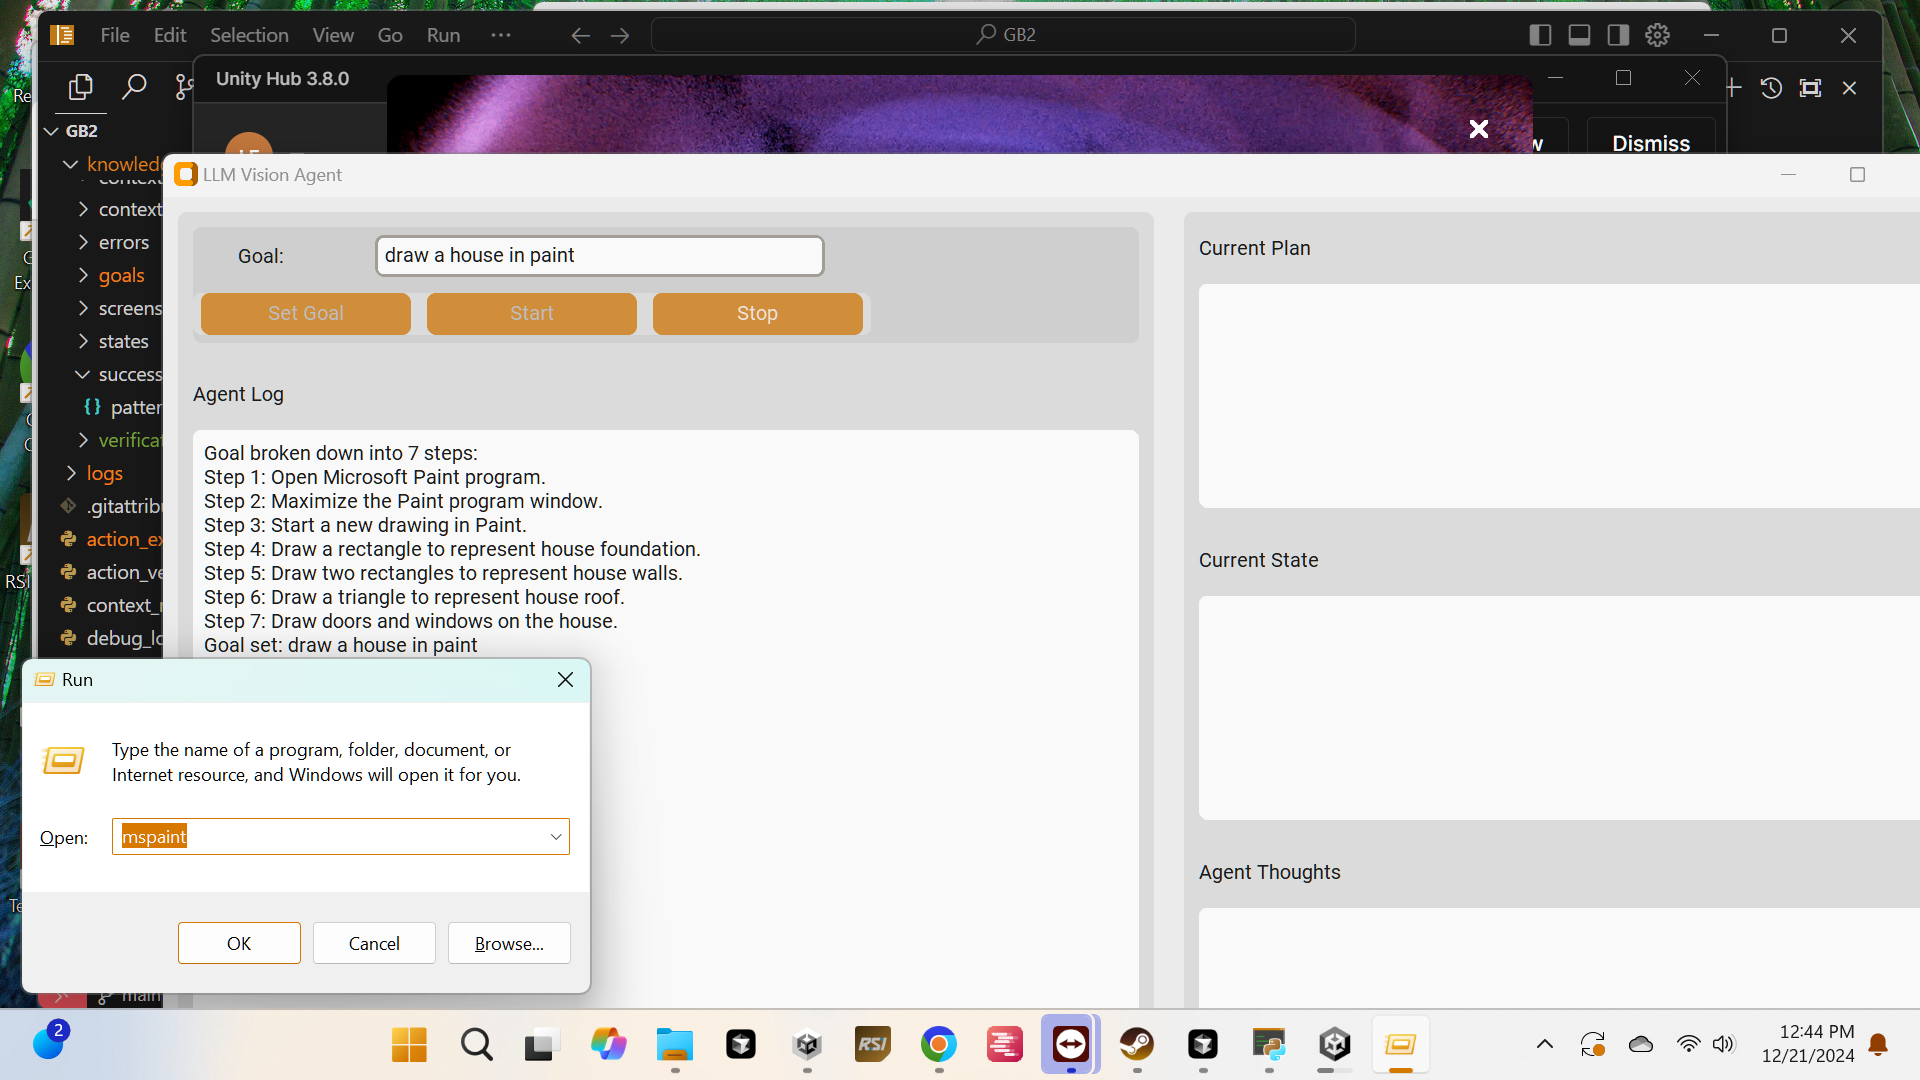 File Edit Selection View Go Run ...
GB2
Re
Unity Hub 3.8.0
GB2
Dismiss
LLM Vision Agent
context
errors
goals
screens
states
success
patter
verificat
logs
.gitattribu
action_ex
action_ve
context_r
debug_lo
main
RSI
Goal:
draw a house in paint
Set Goal
Start
Stop
Agent Log
Goal broken down into 7 steps:
Step 1: Open Microsoft Paint program.
Step 2: Maximize the Paint program window.
Step 3: Start a new drawing in Paint.
Step 4: Draw a rectangle to represent house foundation.
Step 5: Draw two rectangles to represent house walls.
Step 6: Draw a triangle to represent house roof.
Step 7: Draw doors and windows on the house.
Goal set: draw a house in paint
Current Plan
Current State
Agent Thoughts
Run
Type the name of a program, folder, document, or
Internet resource, and Windows will open it for you.
Open:
mspaint
OK
Cancel
Browse...
2
RSI
12:44 PM
12/21/2024